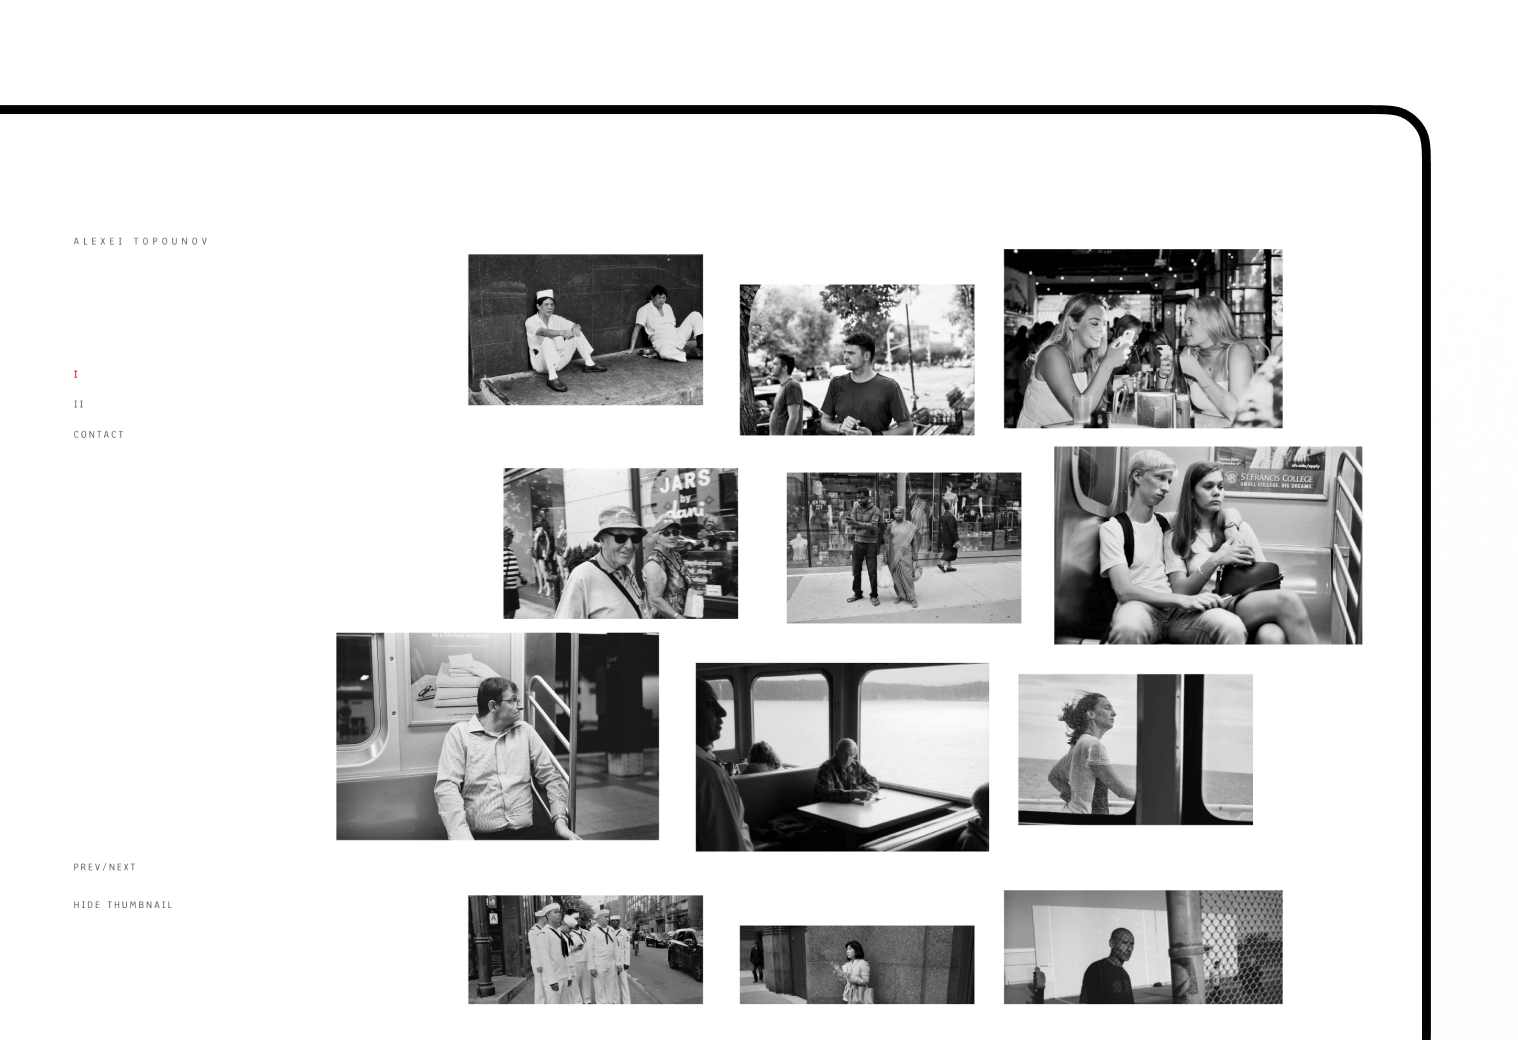 ALEXEI TOPOUNOV
I
II
CONTACT
PREV/NEXT
HIDE THUMBNAIL
JARS
by
dani
ST.FRANCIS COLLEGE
SMALL COLLEGE. BIG DREAMS.
A